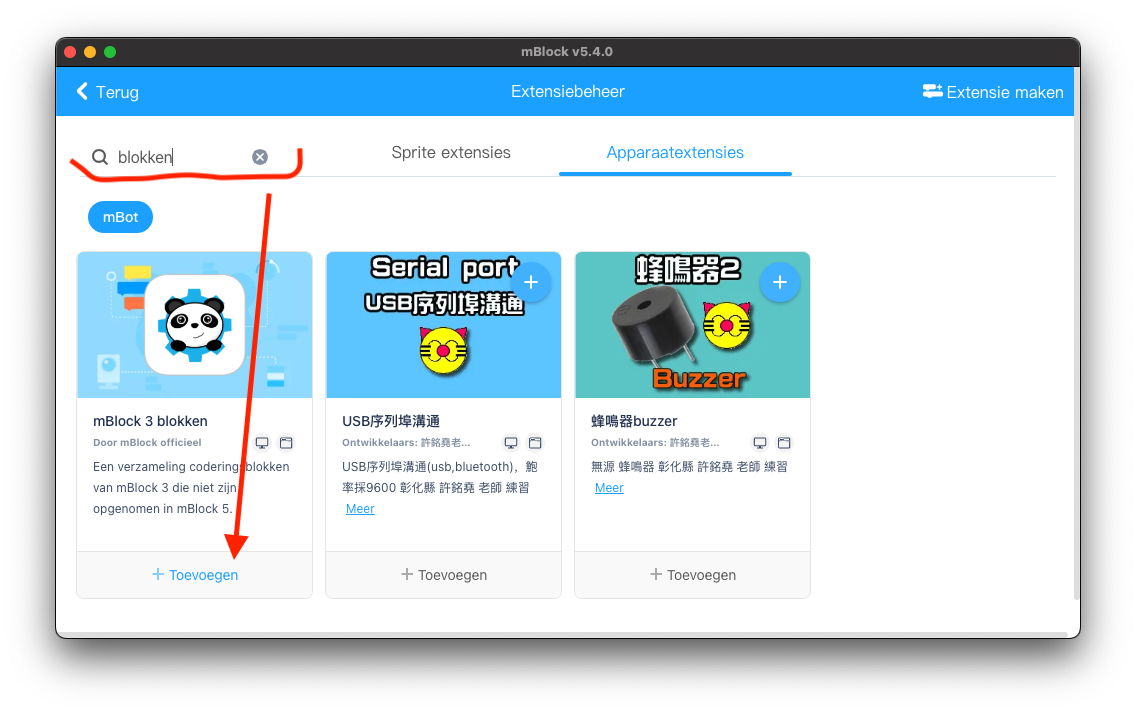 mBlock v5.4.0
Terug
Extensiebeheer
Extensie maken
blokken
Sprite extensies
Apparaatextensies
mBot
Serial port
USB序列埠溝通
蜂鳴器2
Buzzer
mBlock 3 blokken
Door mBlock officieel
Een verzameling coderingsblokken
van mBlock 3 die niet zijn
opgenomen in mBlock 5.
Toevoegen
USB序列埠溝通
Ontwikkelaars: 許銘堯老...
USB序列埠溝通(usb,bluetooth)，鮑
率採9600 彰化縣 許銘堯 老師 練習
Meer
Toevoegen
蜂鳴器buzzer
Ontwikkelaars: 許銘堯老...
無源 蜂鳴器 彰化縣 許銘堯 老師 練習
Meer
Toevoegen